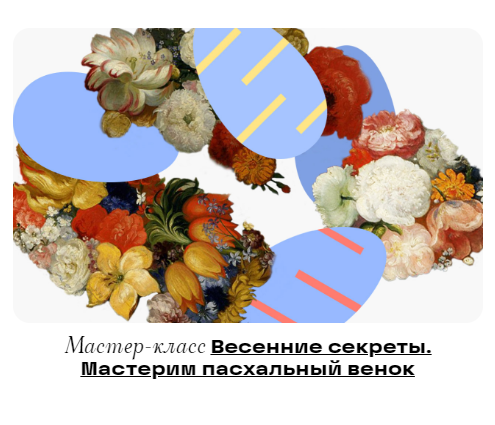 Мастер-класс Весенние секреты.
Мастерим пасхальный венок